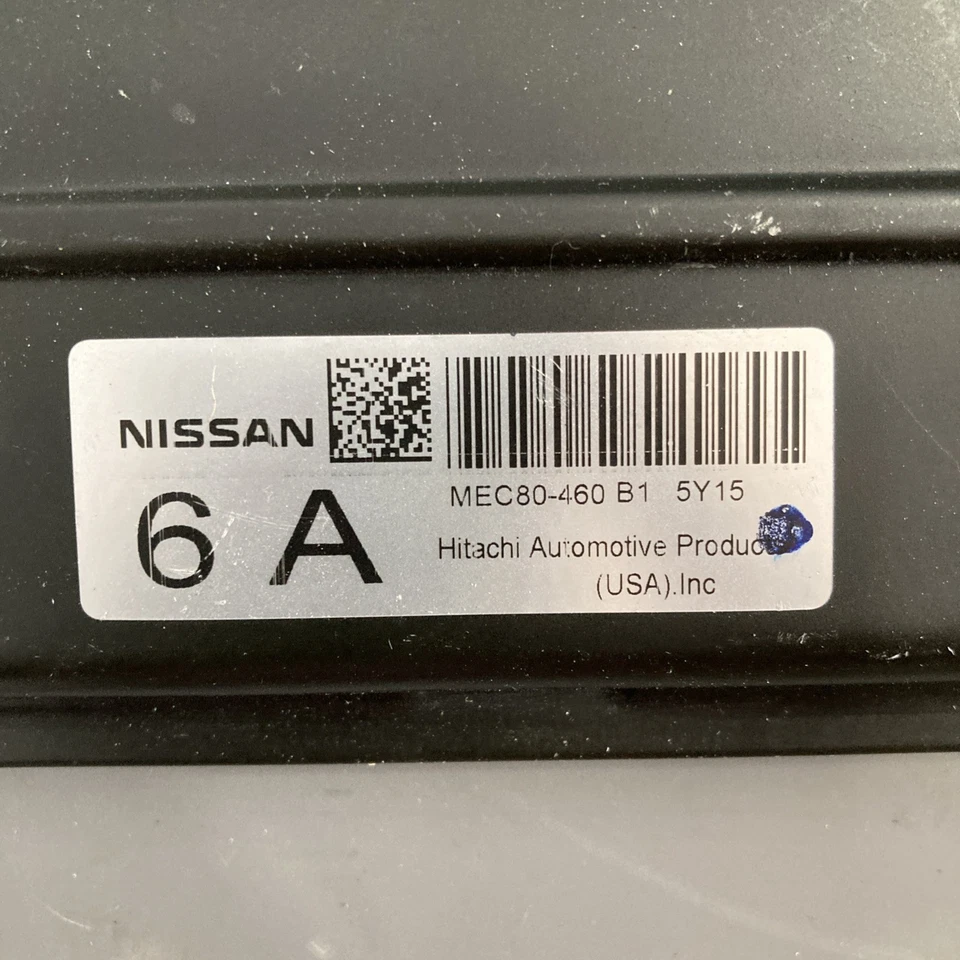 NISSAN
6 A
MEC80-460 B1 5Y15
Hitachi Automotive
(USA).Inc